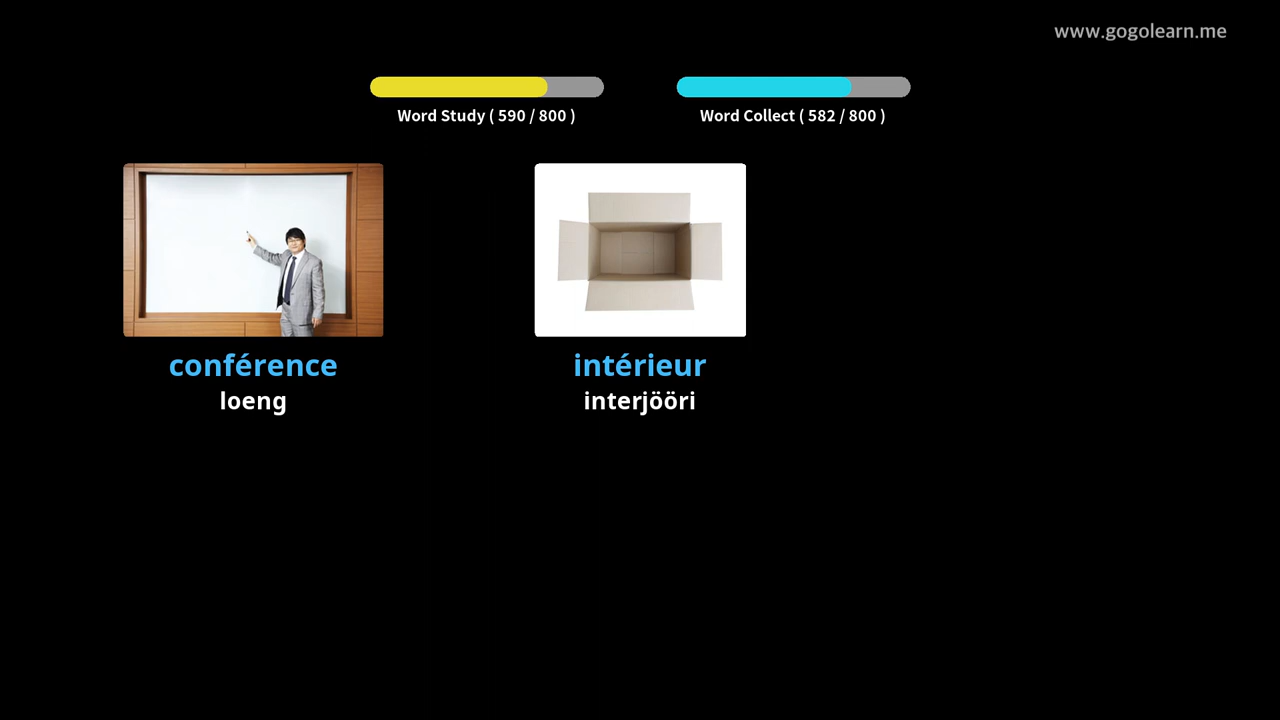 www.gogolearn.me
Word Study ( 590 / 800 )
Word Collect ( 582 / 800 )
conférence
loeng
intérieur
interjööri